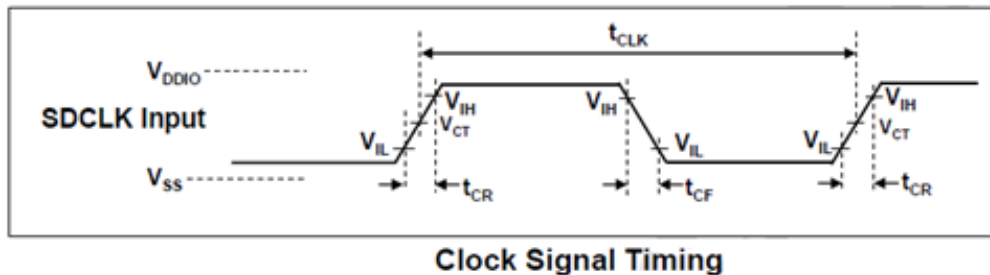 tCLK
VDDIO
SDCLK Input
VIH
VIH
VIH
VCT
VCT
VIL
VIL
VIL
VSS
tCR
tCF
tCR
Clock Signal Timing